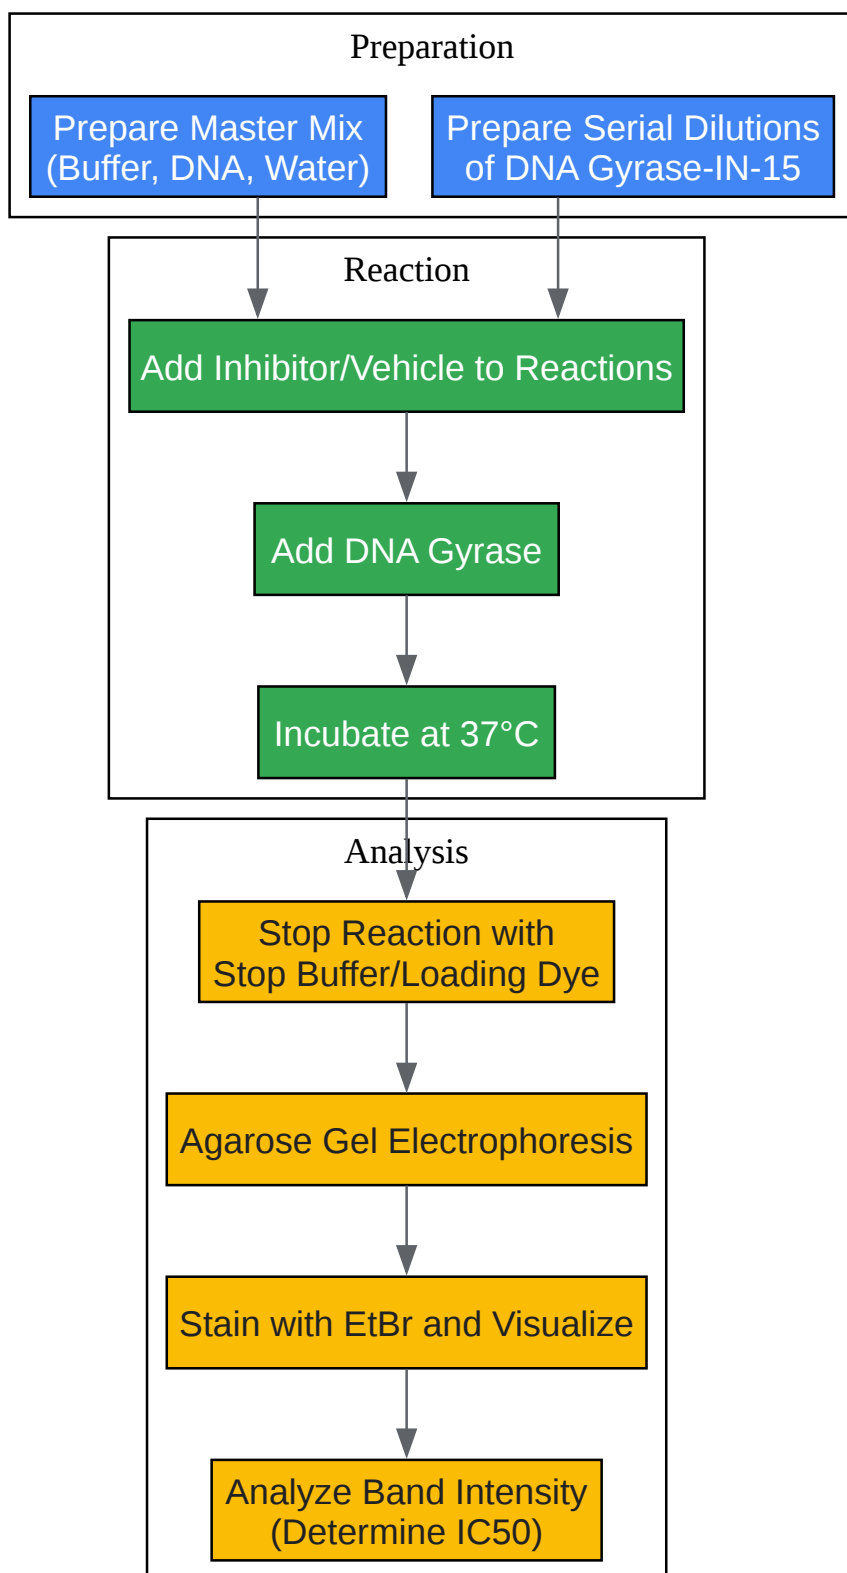 Preparation
Prepare Master Mix
(Buffer, DNA, Water)
Prepare Serial Dilutions
of DNA Gyrase-IN-15
Reaction
Add Inhibitor/Vehicle to Reactions
Add DNA Gyrase
Incubate at 37°C
Analysis
Stop Reaction with
Stop Buffer/Loading Dye
Agarose Gel Electrophoresis
Stain with EtBr and Visualize
Analyze Band Intensity
(Determine IC50)